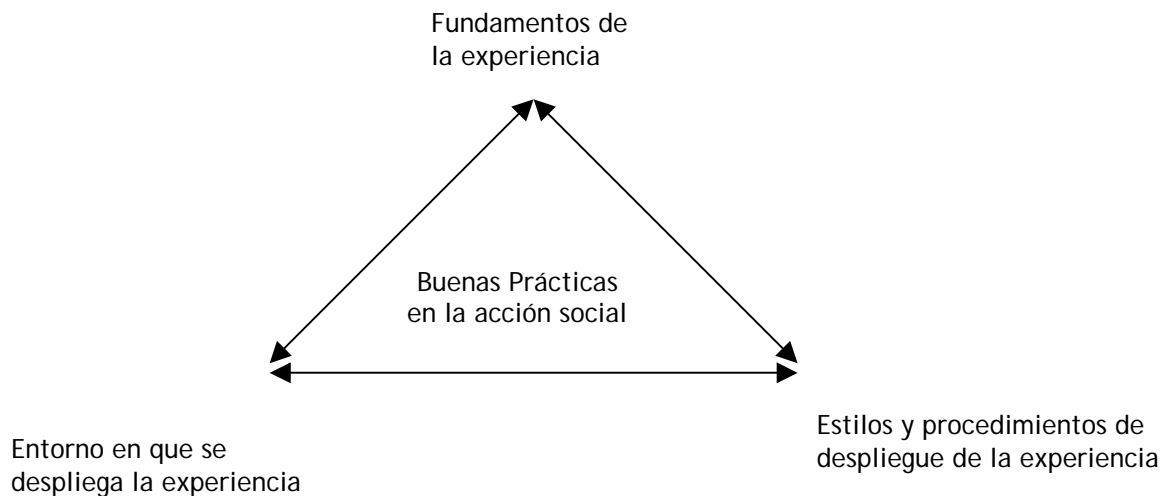 Fundamentos de
la experiencia
Buenas Prácticas
en la acción social
Entorno en que se
despliega la experiencia
Estilos y procedimientos de
despliegue de la experiencia